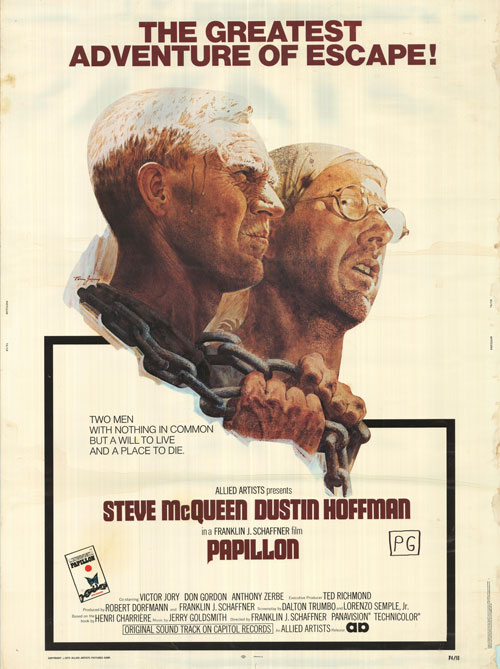 THE GREATEST
ADVENTURE OF ESCAPE!
TWO MEN
WITH NOTHING IN COMMON
BUT A WILL TO LIVE
AND A PLACE TO DIE.
ALLIED ARTISTS presents
STEVE McQUEEN DUSTIN HOFFMAN
in a FRANKLIN J. SCHAFFNER film
PAPILLON
PG
PAPILLON
Co-starring VICTOR JORY DON GORDON ANTHONY ZERBE Executive Producer TED RICHMOND
Produced by ROBERT DORFMANN and FRANKLIN J. SCHAFFNER Screenplay by DALTON TRUMBO and LORENZO SEMPLE, Jr.
Based on the book by HENRI CHARRIERE Music by JERRY GOLDSMITH Directed by FRANKLIN J. SCHAFFNER PANAVISION® TECHNICOLOR®
ORIGINAL SOUND TRACK ON CAPITOL RECORDS An ALLIED ARTISTS Release aa